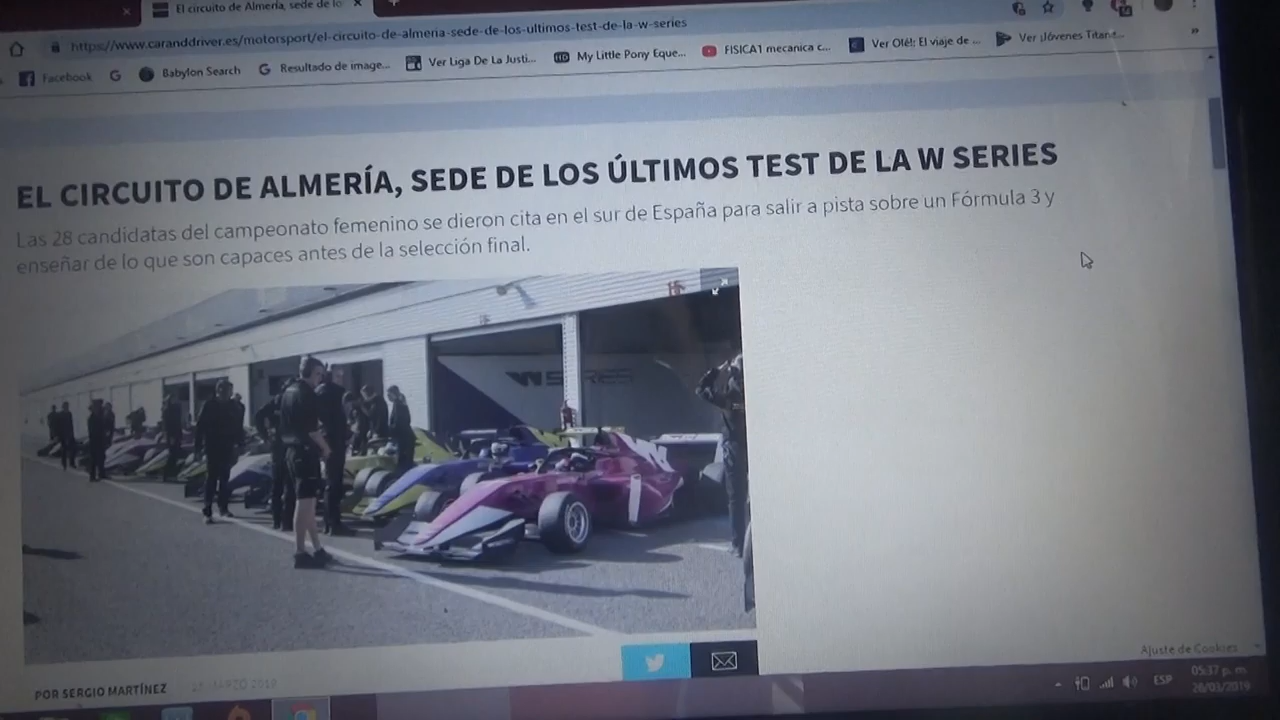 El circuito de Almería, sede de lo
https://www.caranddriver.es/motorsport/el-circuito-de-almeria-sede-de-los-ultimos-test-de-la-w-series
Facebook
G
Babylon Search
G Resultado de image...
Ver Liga De La Justi...
My Little Pony Eque...
FISICA1 mecanica c...
Ver Olé!: El viaje de ...
Ver ¡Jóvenes Titane...
»
EL CIRCUITO DE ALMERÍA, SEDE DE LOS ÚLTIMOS TEST DE LA W SERIES
Las 28 candidatas del campeonato femenino se dieron cita en el sur de España para salir a pista sobre un Fórmula 3 y
enseñar de lo que son capaces antes de la selección final.
W SERIES
POR SERGIO MARTÍNEZ
MARZO 2019
Ajuste de Cookies
ESP
05:37 p. m.
28/03/2019